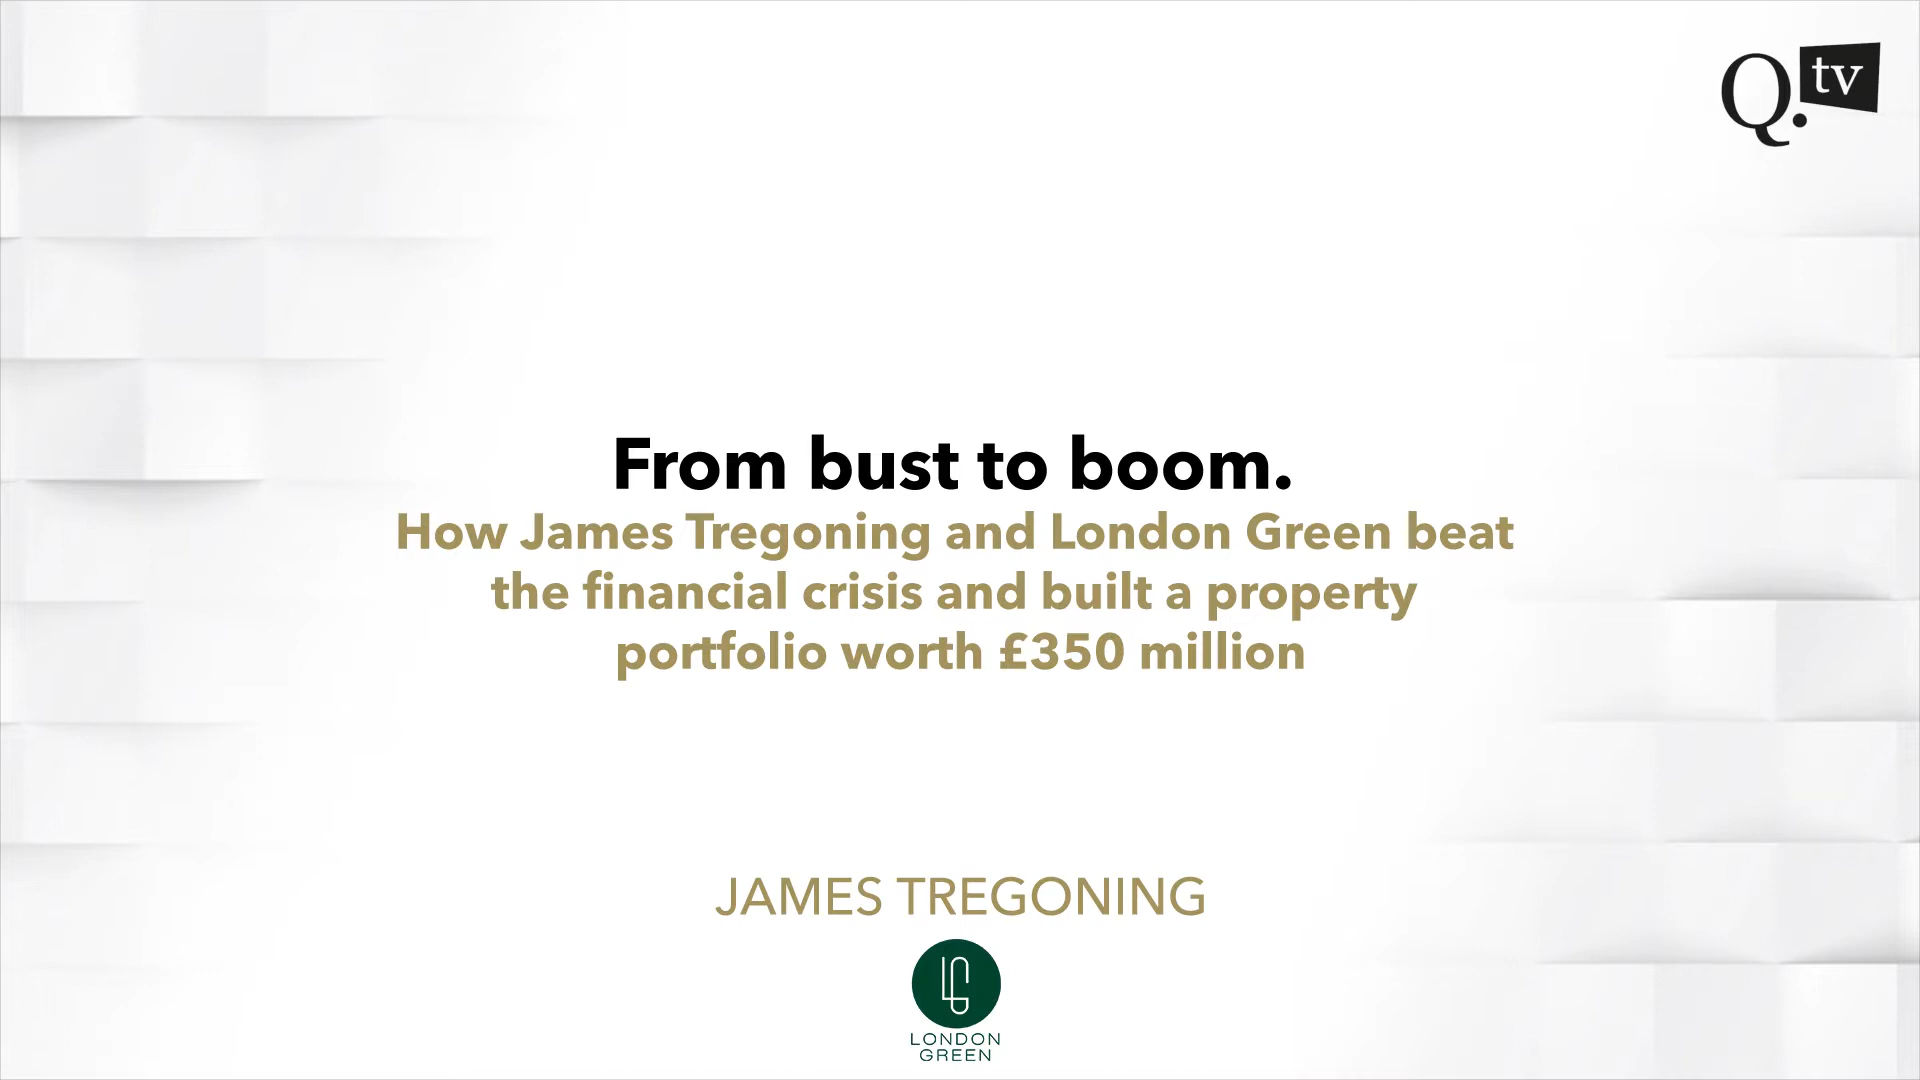 Q.tv
From bust to boom.
How James Tregoning and London Green beat
the financial crisis and built a property
portfolio worth £350 million
JAMES TREGONING
LG
LONDON
GREEN